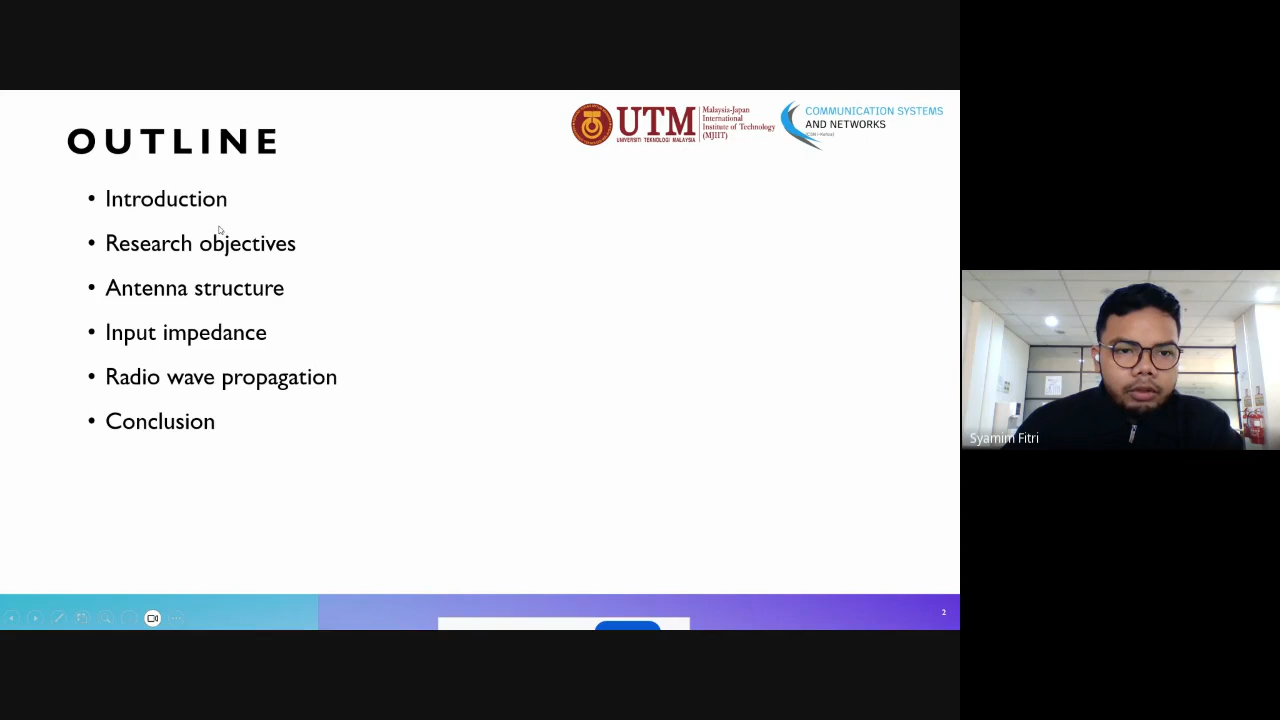 OUTLINE
UTM
UNIVERSITI TEKNOLOGI MALAYSIA
Malaysia-Japan
International
Institute of Technology
(MJIIT)
COMMUNICATION SYSTEMS
AND NETWORKS
• Introduction
• Research objectives
• Antenna structure
• Input impedance
• Radio wave propagation
• Conclusion
2
Syamim Fitri